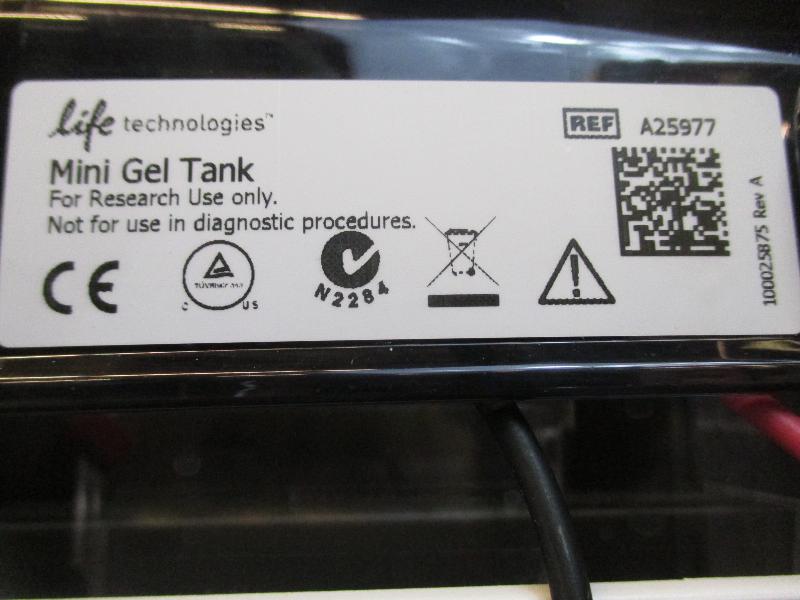 life technologies™
REF A25977
Mini Gel Tank
For Research Use only.
Not for use in diagnostic procedures.
CE
C US
N2284
100025875 Rev A